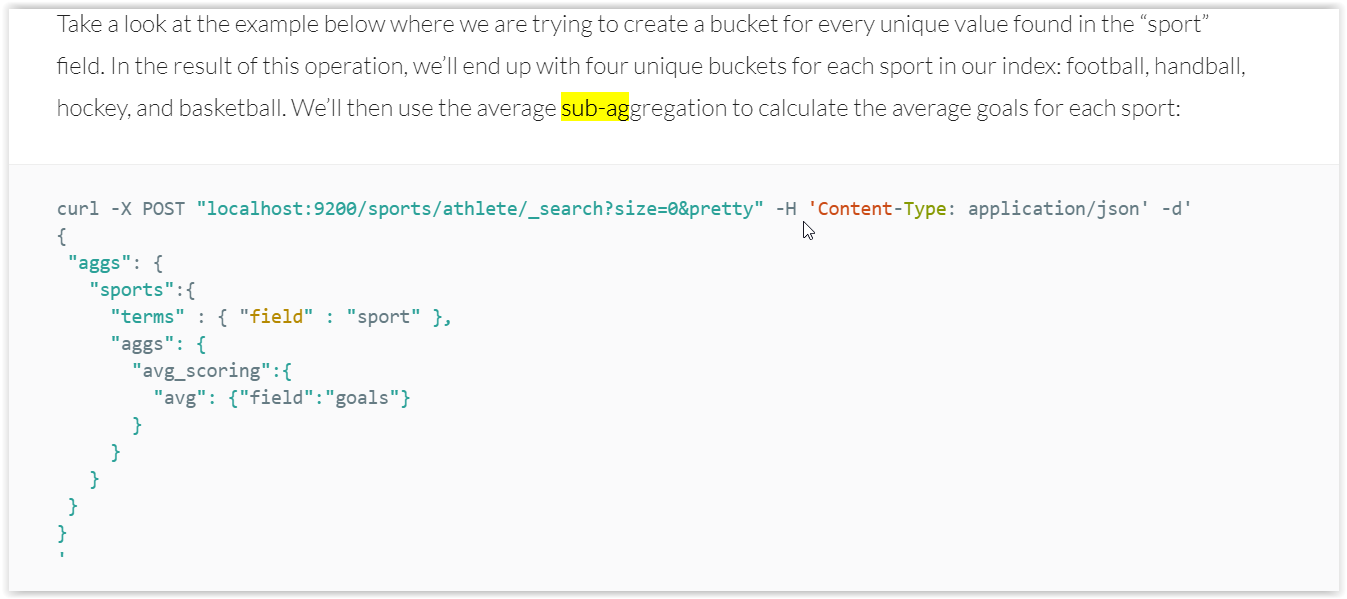 Take a look at the example below where we are trying to create a bucket for every unique value found in the “sport”
field. In the result of this operation, we’ll end up with four unique buckets for each sport in our index: football, handball,
hockey, and basketball. We’ll then use the average sub-aggregation to calculate the average goals for each sport:
curl -X POST "localhost:9200/sports/athlete/_search?size=0&pretty" -H 'Content-Type: application/json' -d'
{
 "aggs": {
   "sports":{
     "terms" : { "field" : "sport" },
     "aggs": {
       "avg_scoring":{
         "avg": {"field":"goals"}
       }
     }
   }
 }
}
'